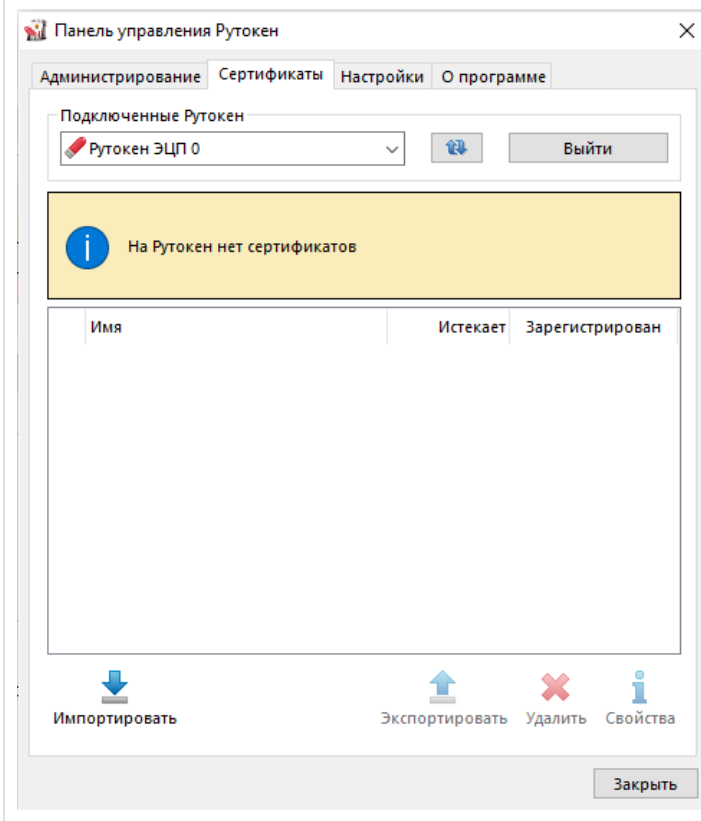 Панель управления Рутокен
Администрирование Сертификаты Настройки О программе
Подключенные Рутокен
Рутокен ЭЦП 0 Выйти
На Рутокен нет сертификатов
Имя Истекает Зарегистрирован
Импортировать Экспортировать Удалить Свойства
Закрыть